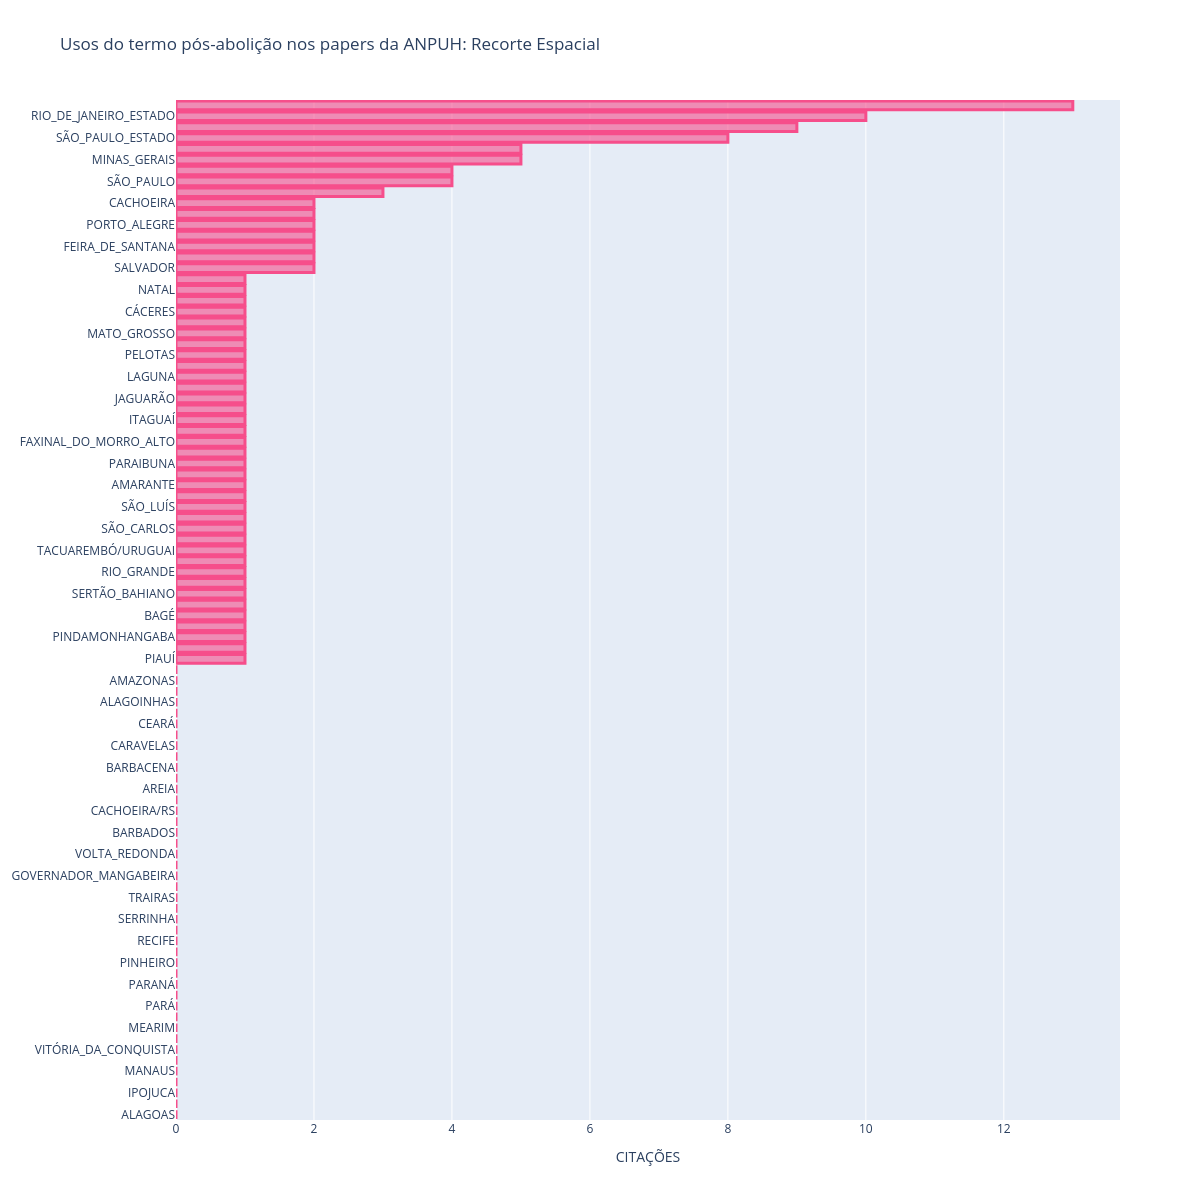 Usos do termo pós-abolição nos papers da ANPUH: Recorte Espacial
RIO_DE_JANEIRO_ESTADO
SÃO_PAULO_ESTADO
MINAS_GERAIS
SÃO_PAULO
CACHOEIRA
PORTO_ALEGRE
FEIRA_DE_SANTANA
SALVADOR
NATAL
CÁCERES
MATO_GROSSO
PELOTAS
LAGUNA
JAGUARÃO
ITAGUAÍ
FAXINAL_DO_MORRO_ALTO
PARAIBUNA
AMARANTE
SÃO_LUÍS
SÃO_CARLOS
TACUAREMBÓ/URUGUAI
RIO_GRANDE
SERTÃO_BAHIANO
BAGÉ
PINDAMONHANGABA
PIAUÍ
AMAZONAS
ALAGOINHAS
CEARÁ
CARAVELAS
BARBACENA
AREIA
CACHOEIRA/RS
BARBADOS
VOLTA_REDONDA
GOVERNADOR_MANGABEIRA
TRAIRAS
SERRINHA
RECIFE
PINHEIRO
PARANÁ
PARÁ
MEARIM
VITÓRIA_DA_CONQUISTA
MANAUS
IPOJUCA
ALAGOAS
0 2 4 6 8 10 12
CITAÇÕES